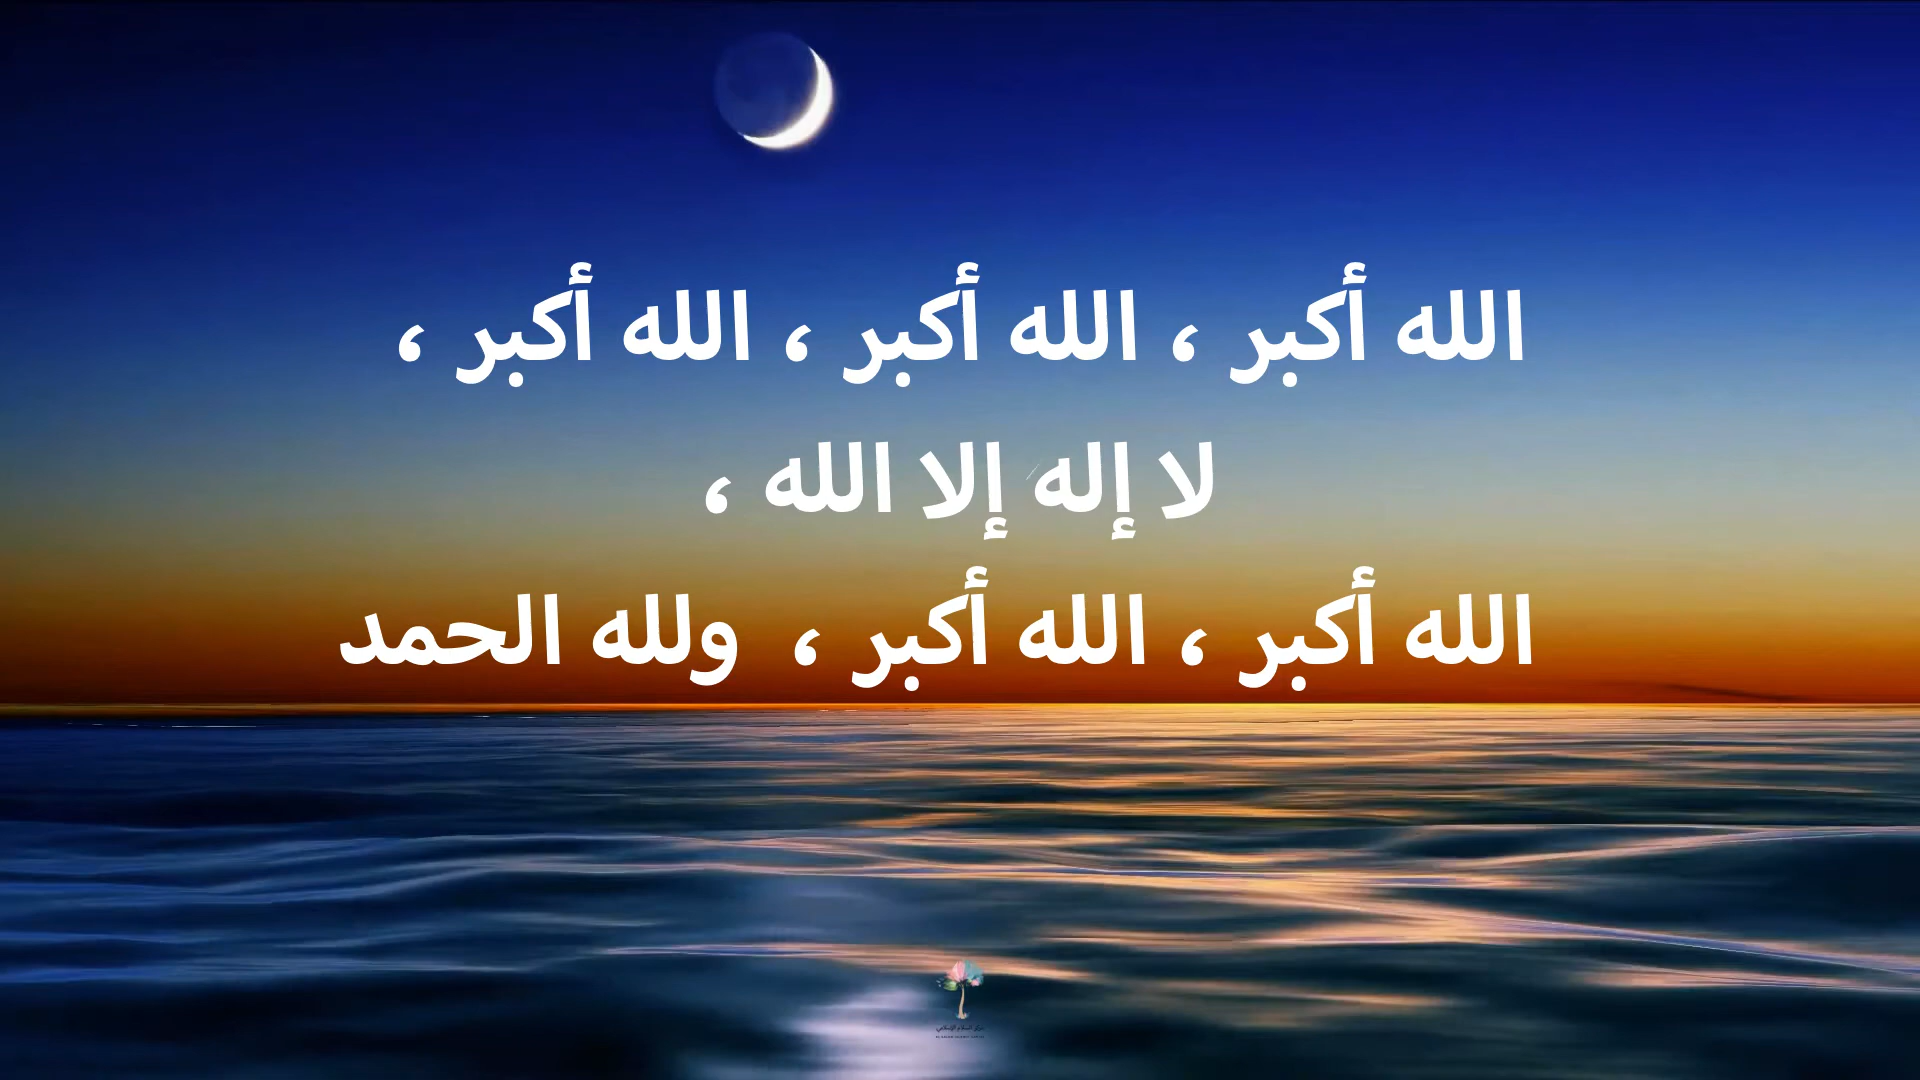 الله أكبر ، الله أكبر ، الله أكبر ،
لا إله إلا الله ،
الله أكبر ، الله أكبر ، ولله الحمد